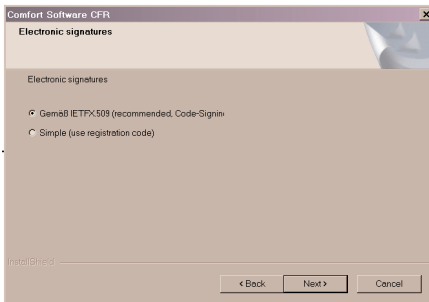 Comfort Software CFR
Electronic signatures
Electronic signatures
Gemäß IETFX.509 (recommended, Code-Signin
Simple (use registration code)
InstallShield
< Back Next > Cancel